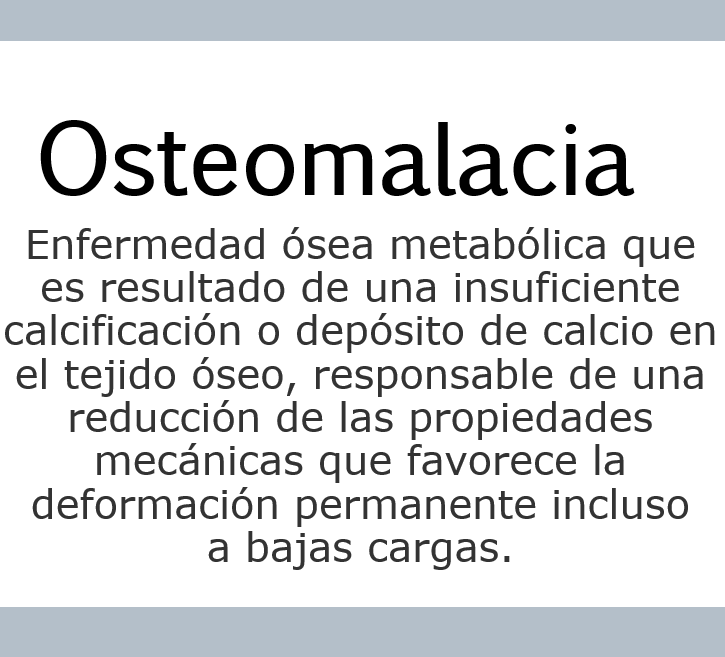 Osteomalacia
Enfermedad ósea metabólica que
es resultado de una insuficiente
calcificación o depósito de calcio en
el tejido óseo, responsable de una
reducción de las propiedades
mecánicas que favorece la
deformación permanente incluso
a bajas cargas.